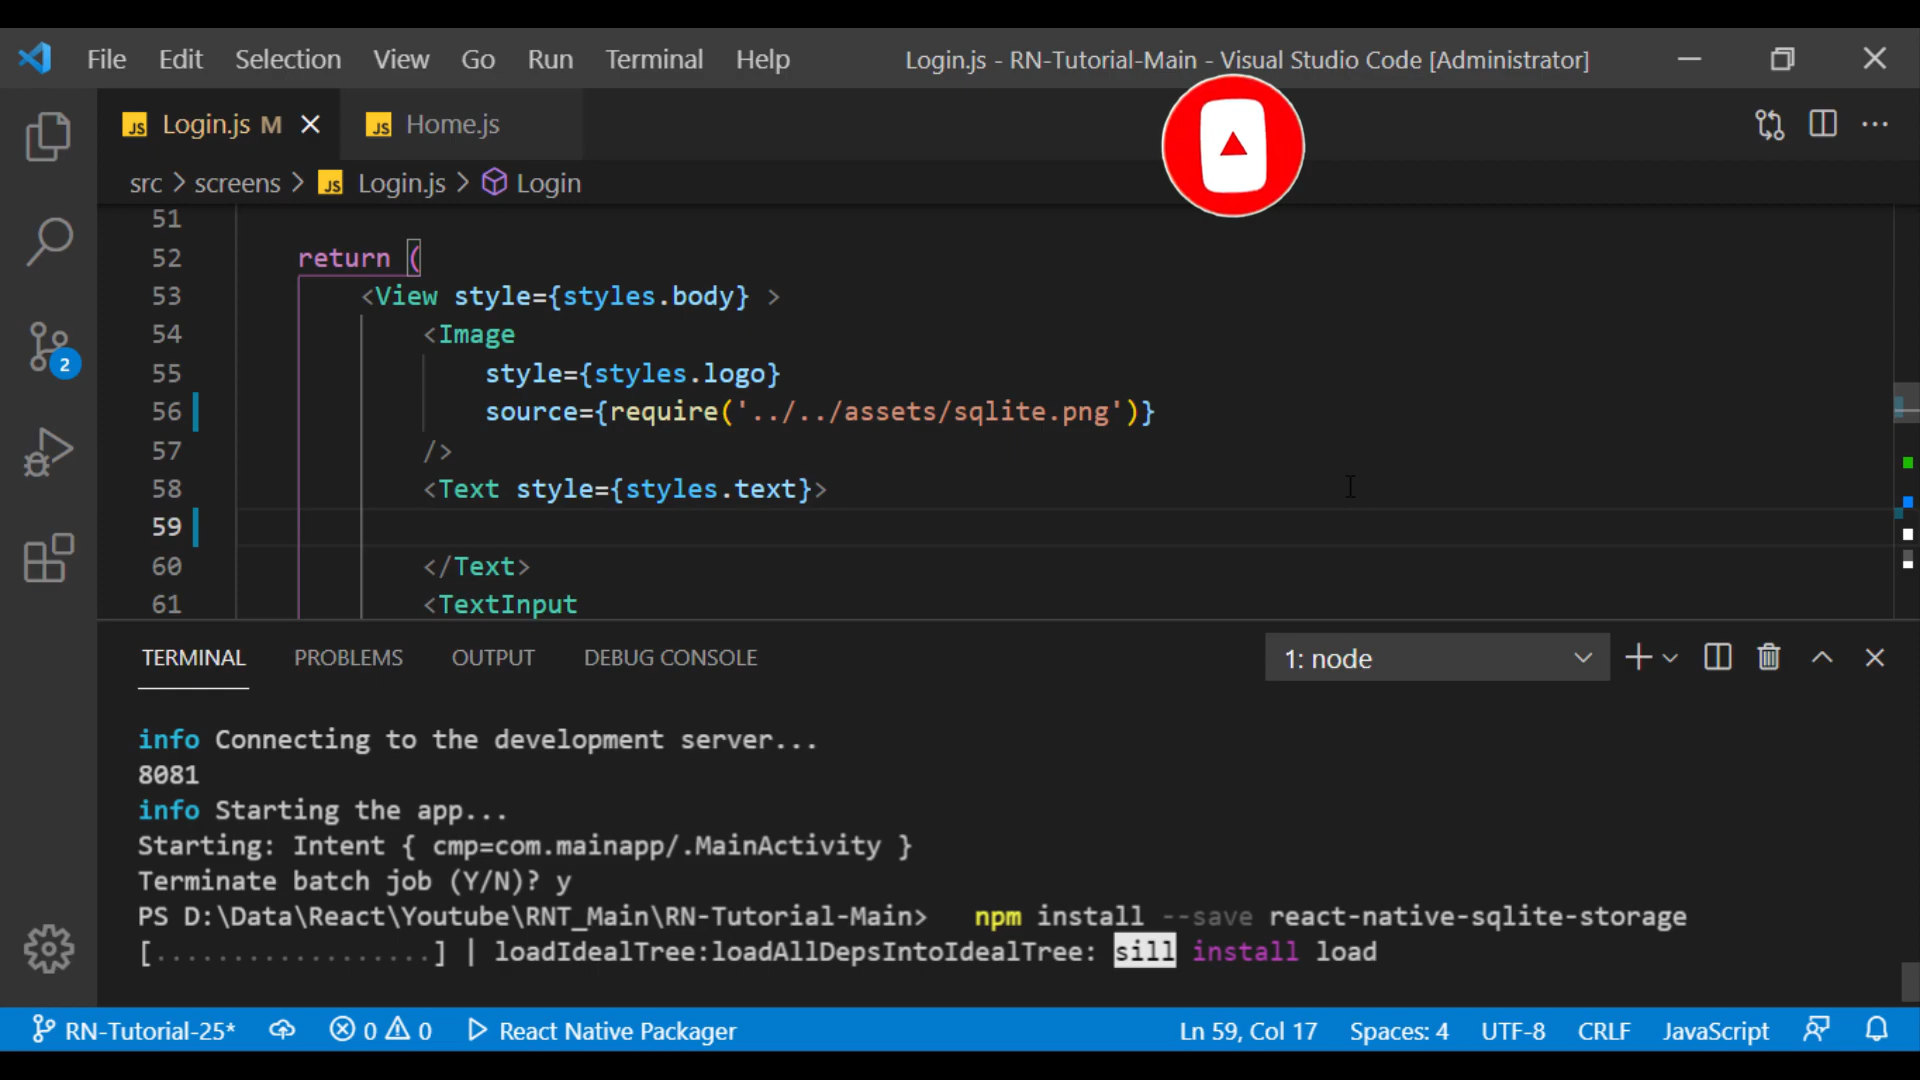 File Edit Selection View Go Run Terminal Help Login.js - RN-Tutorial-Main - Visual Studio Code [Administrator]
JS Login.js M JS Home.js
src > screens > JS Login.js > Login
51
52 return (
53 <View style={styles.body} >
54 <Image
55 style={styles.logo}
56 source={require('../../assets/sqlite.png')}
57 />
58 <Text style={styles.text}>
59
60 </Text>
61 <TextInput
2
TERMINAL PROBLEMS OUTPUT DEBUG CONSOLE 1: node
info Connecting to the development server...
8081
info Starting the app...
Starting: Intent { cmp=com.mainapp/.MainActivity }
Terminate batch job (Y/N)? y
PS D:\Data\React\Youtube\RNT_Main\RN-Tutorial-Main> npm install --save react-native-sqlite-storage
[..................] | loadIdealTree:loadAllDepsIntoIdealTree: sill install load
RN-Tutorial-25* 0 0 React Native Packager Ln 59, Col 17 Spaces: 4 UTF-8 CRLF JavaScript